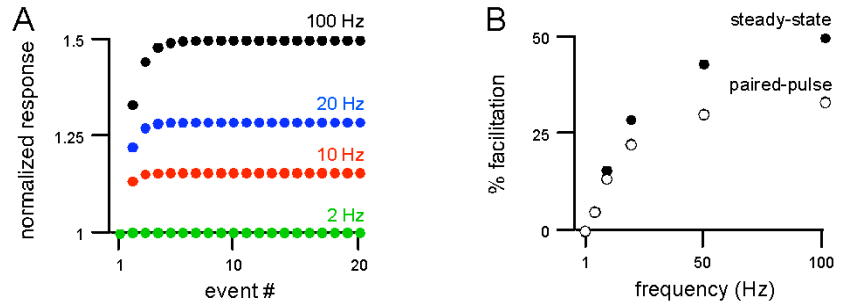 A
normalized response
1.5
1.25
1
100 Hz
20 Hz
10 Hz
2 Hz
1
10
20
event #
B
% facilitation
50
25
0
steady-state
paired-pulse
1
50
100
frequency (Hz)